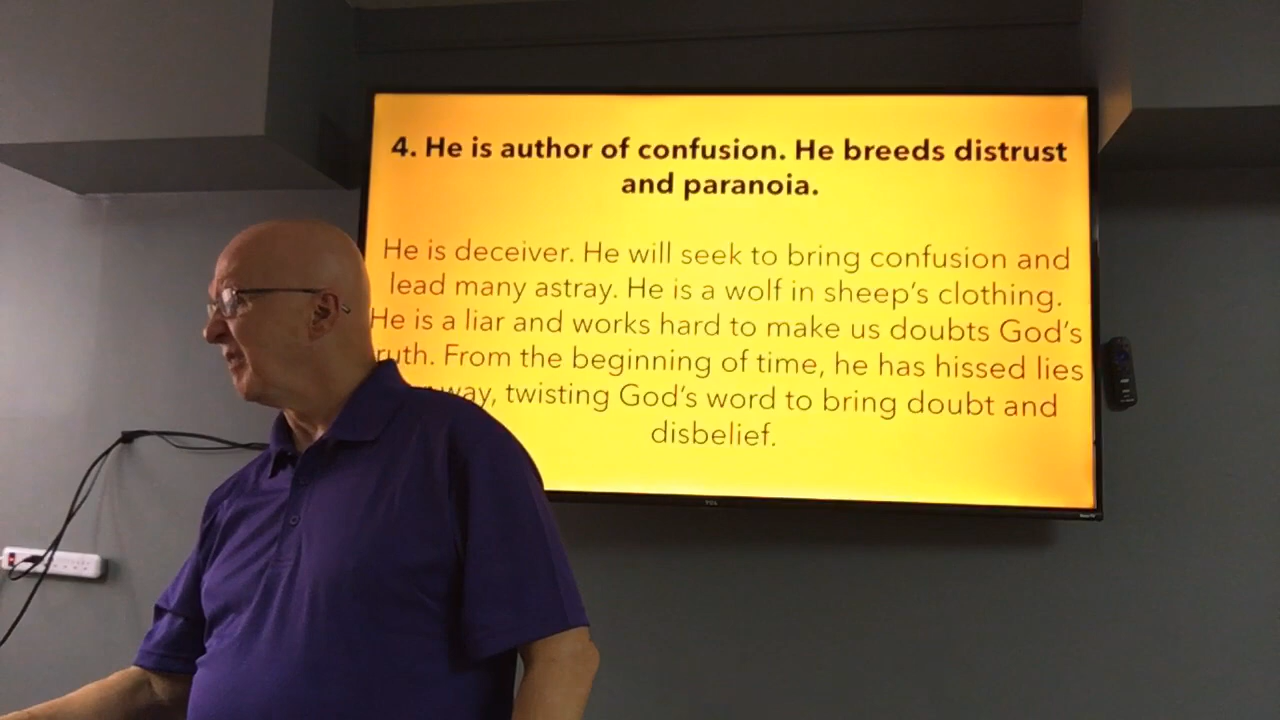 4. He is author of confusion. He breeds distrust
and paranoia.
He is deceiver. He will seek to bring confusion and
lead many astray. He is a wolf in sheep's clothing.
He is a liar and works hard to make us doubts God's
ruth. From the beginning of time, he has hissed lies
way, twisting God's word to bring doubt and
disbelief.
TCL